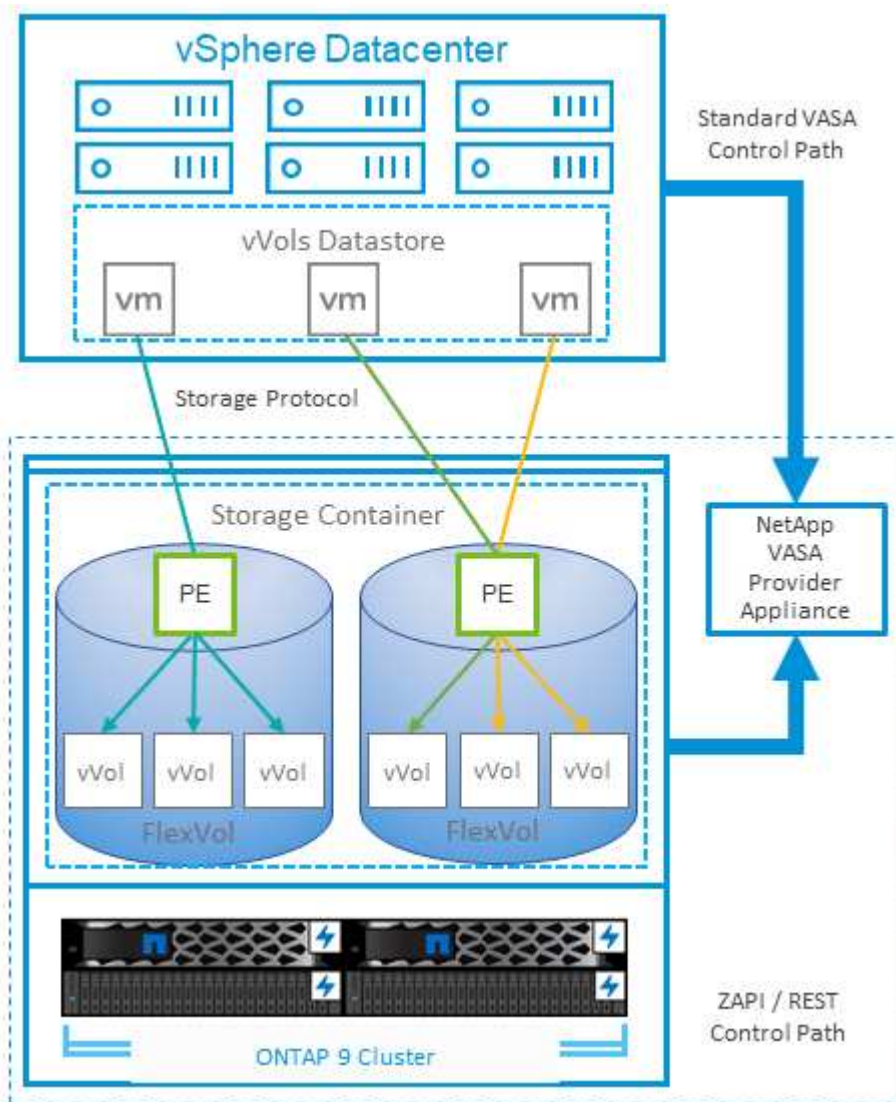 vSphere Datacenter
Standard VASA
Control Path
vVols Datastore
vm vm vm
Storage Protocol
Storage Container
PE PE
NetApp
VASA
Provider
Appliance
vVol vVol vVol vVol vVol vVol
FlexVol FlexVol
ZAPI / REST
Control Path
ONTAP 9 Cluster